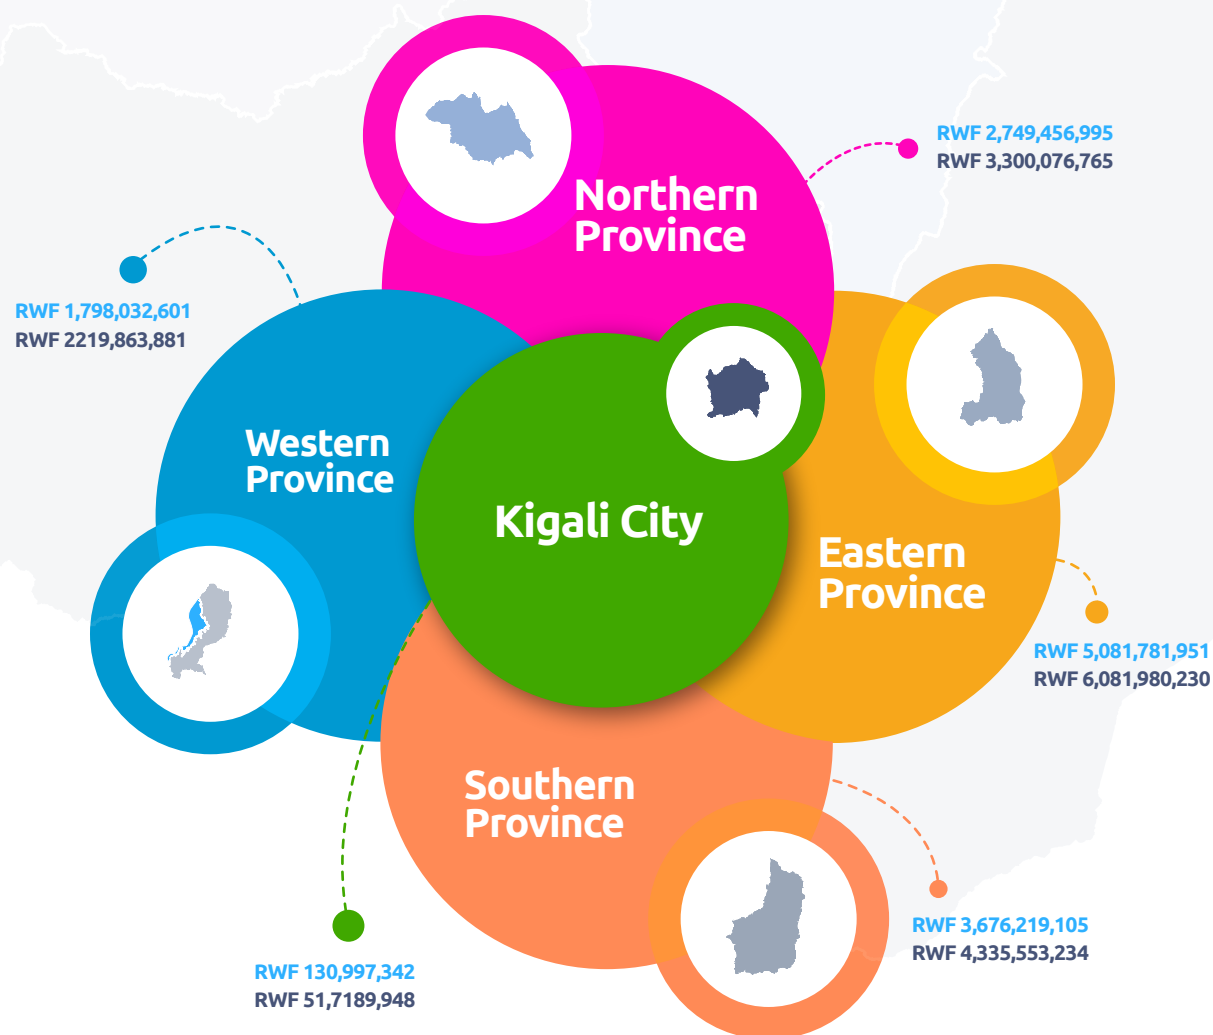 RWF 2,749,456,995
RWF 3,300,076,765
Northern
Province
RWF 1,798,032,601
RWF 2219,863,881
Western
Province
Kigali City
Eastern
Province
RWF 5,081,781,951
RWF 6,081,980,230
Southern
Province
RWF 3,676,219,105
RWF 4,335,553,234
RWF 130,997,342
RWF 51,7189,948